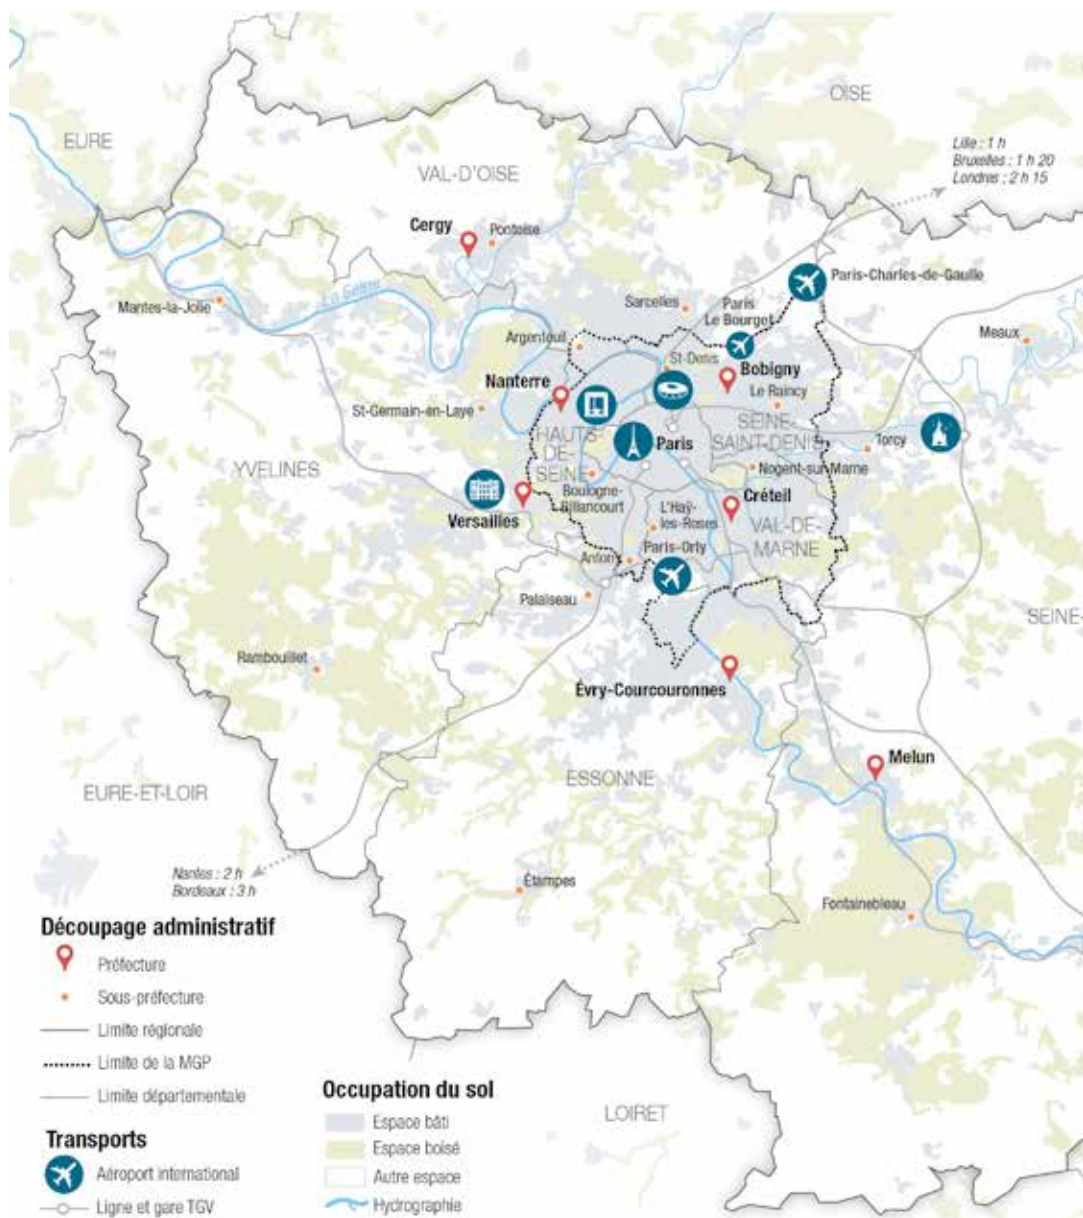 OISE
EURE
Lille : 1 h
Bruxelles : 1 h 20
Londres : 2 h 15
VAL-D'OISE
Cergy
Pontoise
Paris-Charles-de-Gaulle
La Seine
Mantes-la-Jolie
Sarcelles
Paris
Le Bourget
Meaux
Argenteuil
St-Denis
Bobigny
Nanterre
Le Raincy
St-Germain-en-Laye
HAUTS-
DE-
SEINE
Paris
SEINE-
SAINT-DENIS
Torcy
YVELINES
Nogent-sur-Marne
Boulogne-
Billancourt
Créteil
Versailles
L'Haÿ-
les-Roses
VAL-DE-
MARNE
Antony
Paris-Orly
Palaiseau
SEINE-
Rambouillet
Évry-Courcouronnes
Melun
ESSONNE
EURE-ET-LOIR
Nantes : 2 h
Bordeaux : 3 h
Étampes
Fontainebleau
Découpage administratif
Préfecture
Sous-préfecture
Limite régionale
Limite de la MGP
Limite départementale
Transports
Aéroport international
Ligne et gare TGV
Occupation du sol
Espace bâti
Espace boisé
Autre espace
Hydrographie
LOIRET